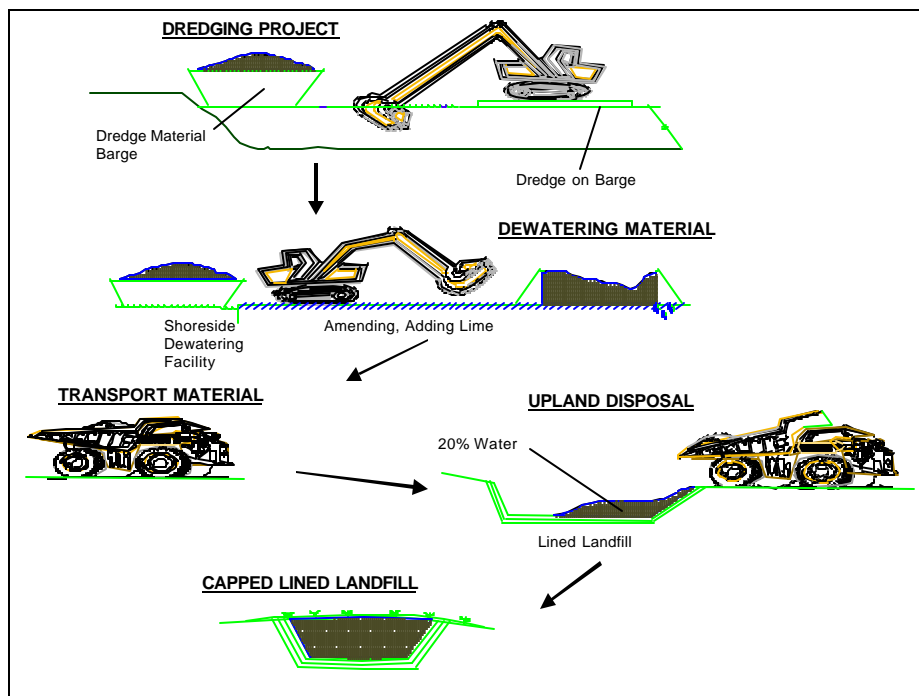 DREDGING PROJECT
Dredge Material
Barge
Dredge on Barge
DEWATERING MATERIAL
Shoreside
Dewatering
Facility
Amending, Adding Lime
TRANSPORT MATERIAL
UPLAND DISPOSAL
20% Water
Lined Landfill
CAPPED LINED LANDFILL